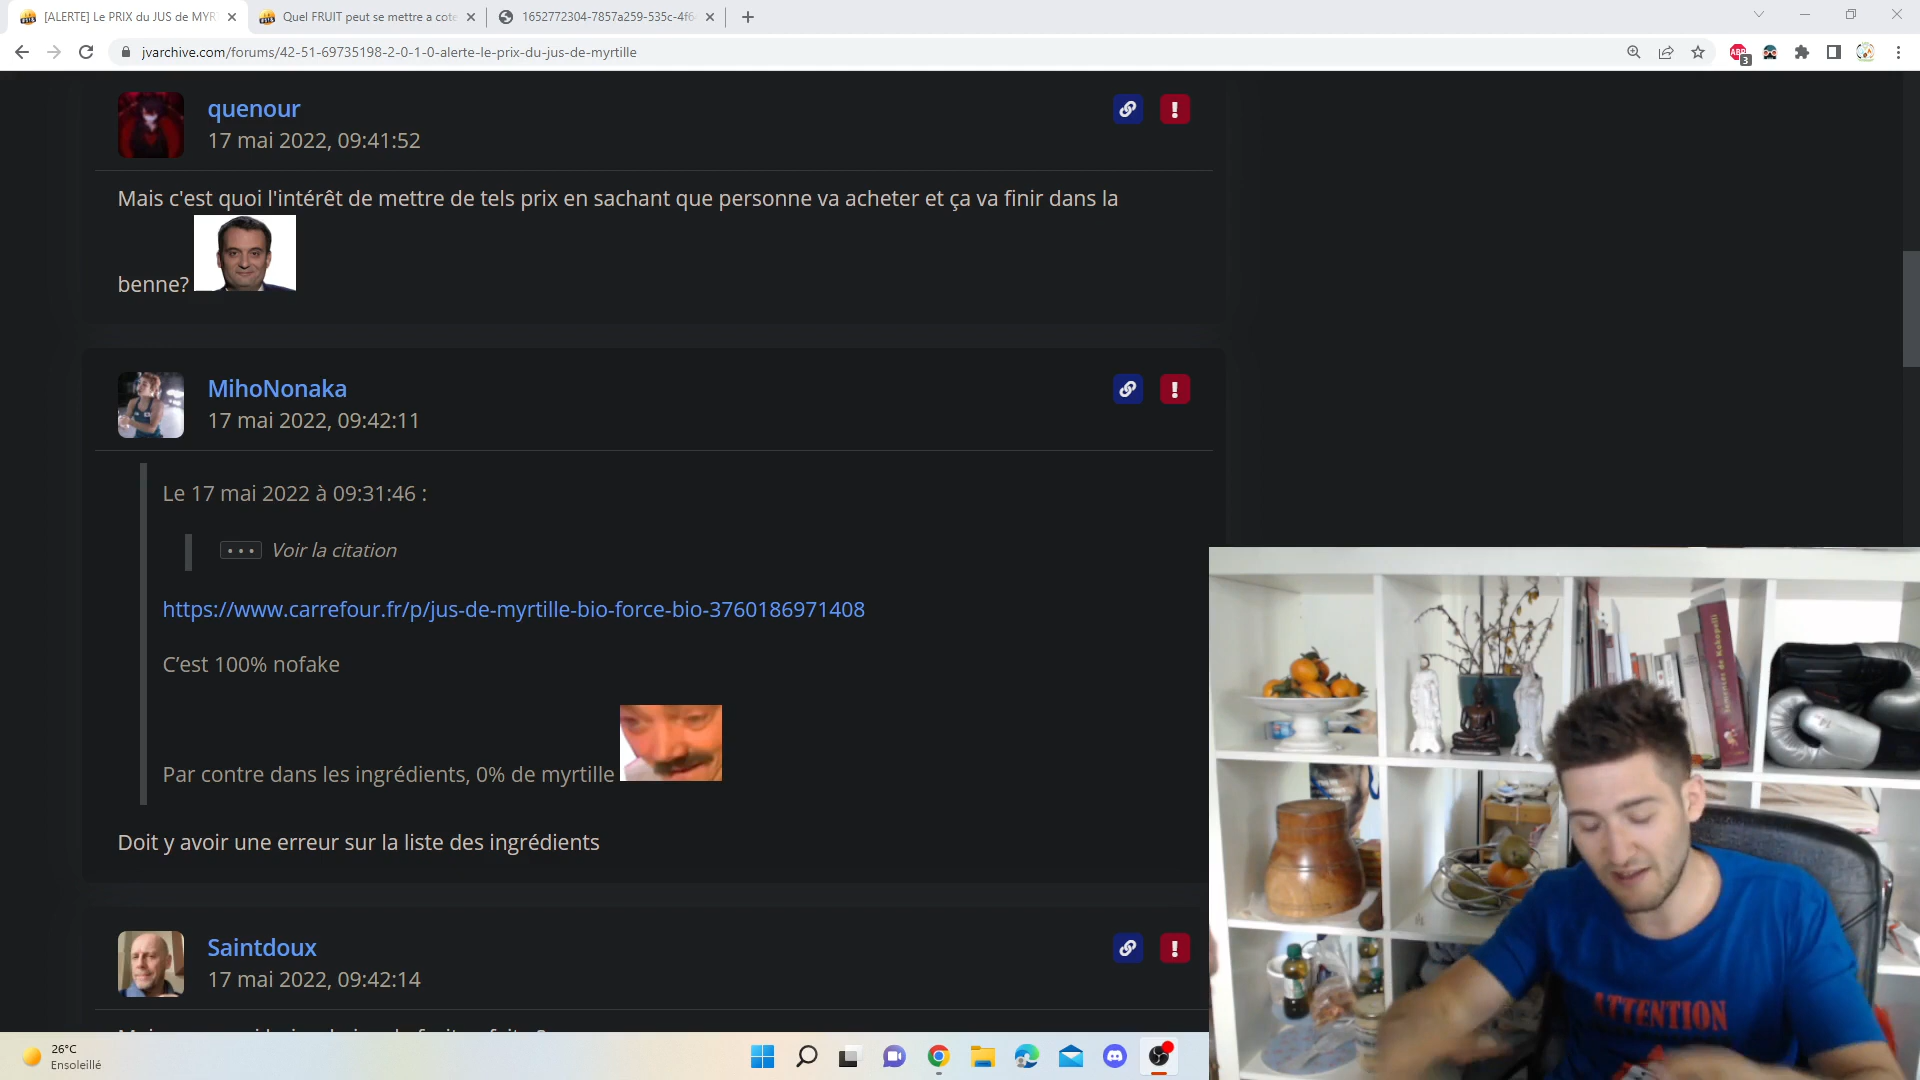 [ALERTE] Le PRIX du JUS de MYR
Quel FRUIT peut se mettre a cote
1652772304-7857a259-535c-4f6
jvarchive.com/forums/42-51-69735198-2-0-1-0-alerte-le-prix-du-jus-de-myrtille
ABP
3
quenour
17 mai 2022, 09:41:52
Mais c'est quoi l'intérêt de mettre de tels prix en sachant que personne va acheter et ça va finir dans la
benne?
MihoNonaka
17 mai 2022, 09:42:11
Le 17 mai 2022 à 09:31:46 :
Voir la citation
https://www.carrefour.fr/p/jus-de-myrtille-bio-force-bio-3760186971408
C'est 100% nofake
Par contre dans les ingrédients, 0% de myrtille
Doit y avoir une erreur sur la liste des ingrédients
Saintdoux
17 mai 2022, 09:42:14
Semences de Kokopelli
ATTENTION
26°C
Ensoleillé